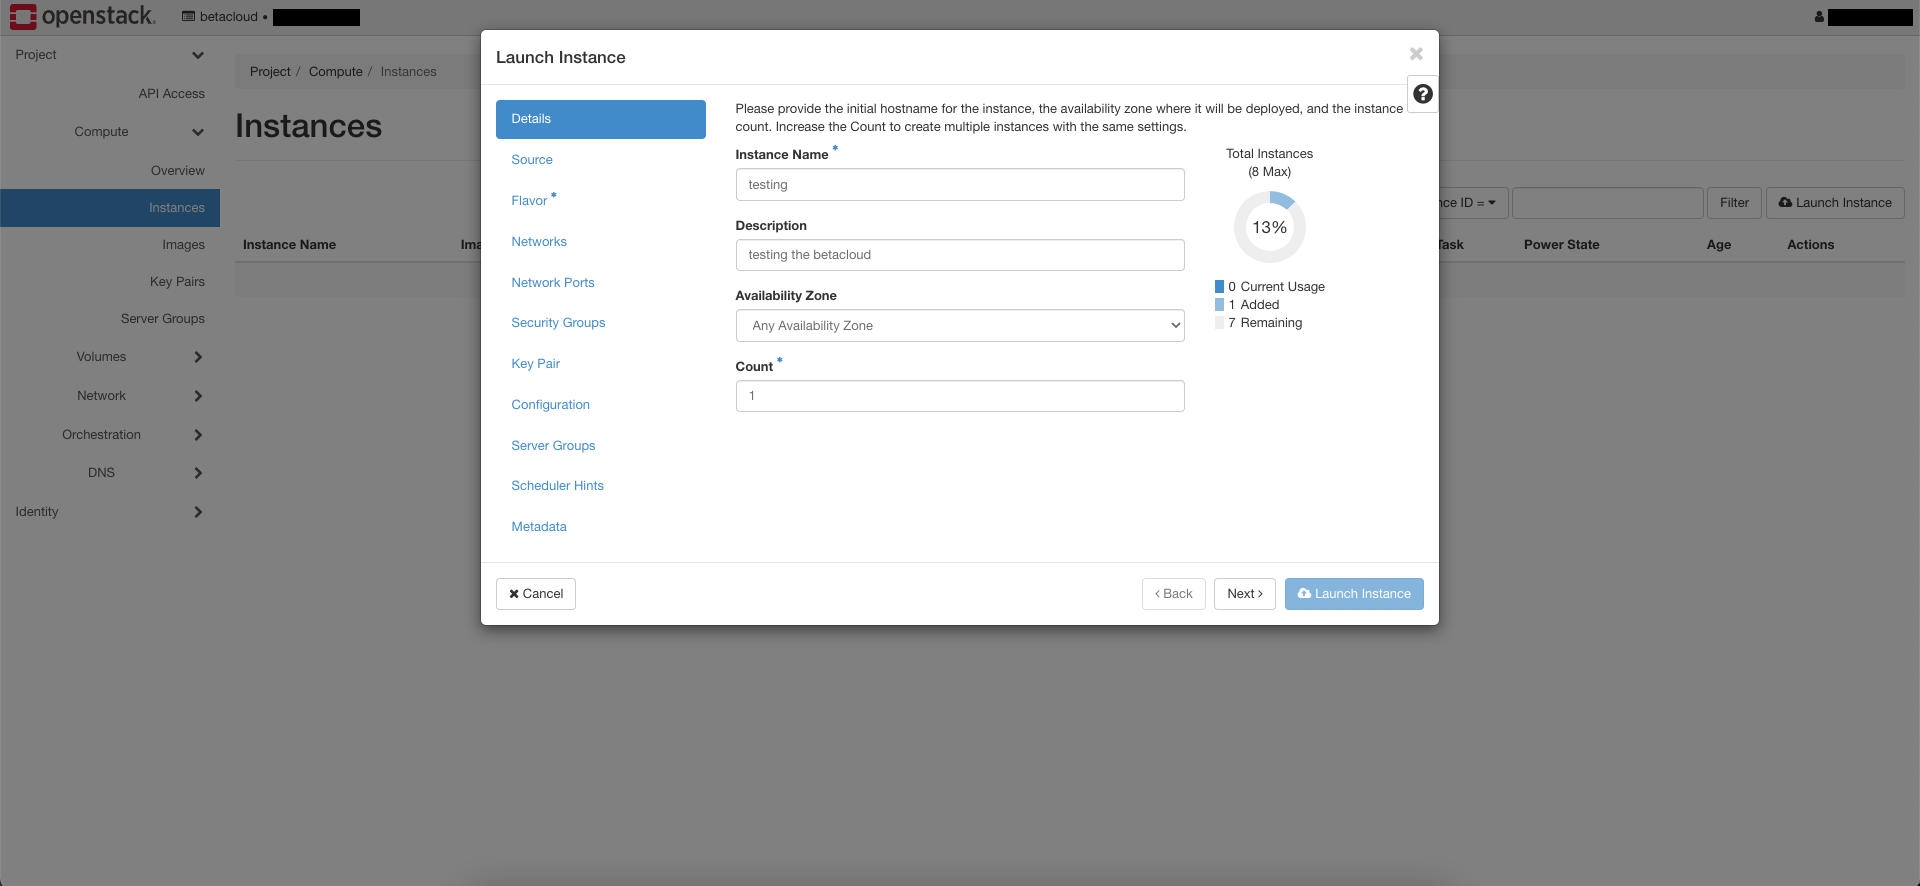 openstack.
betacloud •
Project
API Access
Compute
Overview
Instances
Images
Key Pairs
Server Groups
Volumes
Network
Orchestration
DNS
Identity
Project / Compute / Instances
Instances
nce ID =
Filter
Launch Instance
Instance Name
Ima
Task
Power State
Age
Actions
Launch Instance
Details
Source
Flavor *
Networks
Network Ports
Security Groups
Key Pair
Configuration
Server Groups
Scheduler Hints
Metadata
Please provide the initial hostname for the instance, the availability zone where it will be deployed, and the instance
count. Increase the Count to create multiple instances with the same settings.
Instance Name *
testing
Description
testing the betacloud
Availability Zone
Any Availability Zone
Count *
1
Total Instances
(8 Max)
13%
0 Current Usage
1 Added
7 Remaining
Cancel
‹ Back
Next ›
Launch Instance